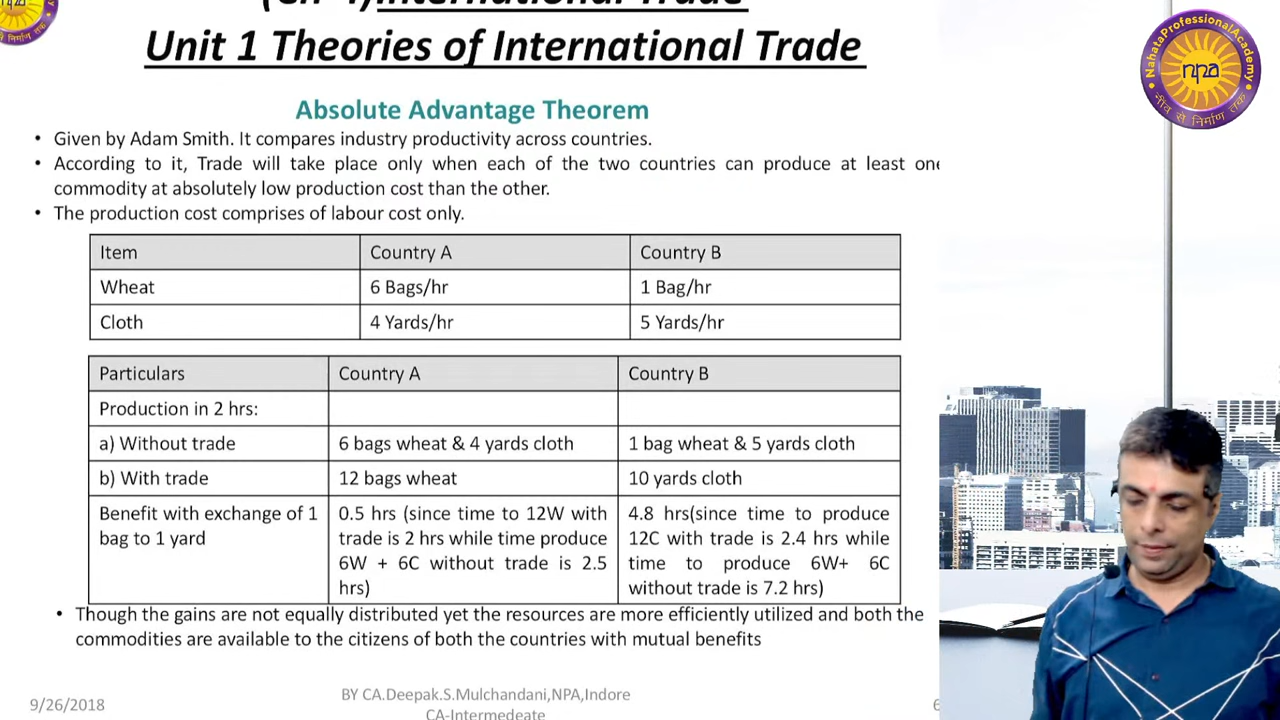 (Ch-4)International Trade
Unit 1 Theories of International Trade
Absolute Advantage Theorem
• Given by Adam Smith. It compares industry productivity across countries.
• According to it, Trade will take place only when each of the two countries can produce at least one
commodity at absolutely low production cost than the other.
• The production cost comprises of labour cost only.
Item Country A Country B
Wheat 6 Bags/hr 1 Bag/hr
Cloth 4 Yards/hr 5 Yards/hr
Particulars Country A Country B
Production in 2 hrs:
a) Without trade 6 bags wheat & 4 yards cloth 1 bag wheat & 5 yards cloth
b) With trade 12 bags wheat 10 yards cloth
Benefit with exchange of 1
bag to 1 yard
0.5 hrs (since time to 12W with
trade is 2 hrs while time produce
6W + 6C without trade is 2.5
hrs)
4.8 hrs(since time to produce
12C with trade is 2.4 hrs while
time to produce 6W+ 6C
without trade is 7.2 hrs)
• Though the gains are not equally distributed yet the resources are more efficiently utilized and both the
commodities are available to the citizens of both the countries with mutual benefits
9/26/2018
BY CA.Deepak.S.Mulchandani,NPA,Indore
CA-Intermedeate
6
NahataProfessionalAcademy
npa
नींव से निर्माण तक